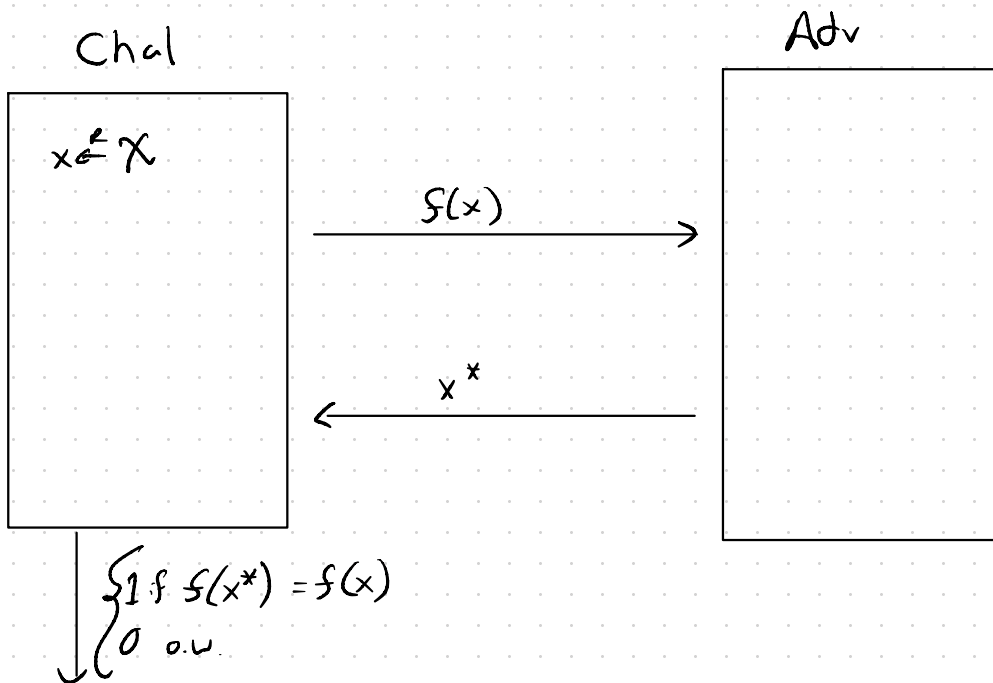 Chal
Adv
x ←ᴿ X
f(x)
x*
{ 1 if f(x*) = f(x)
0 o.w.